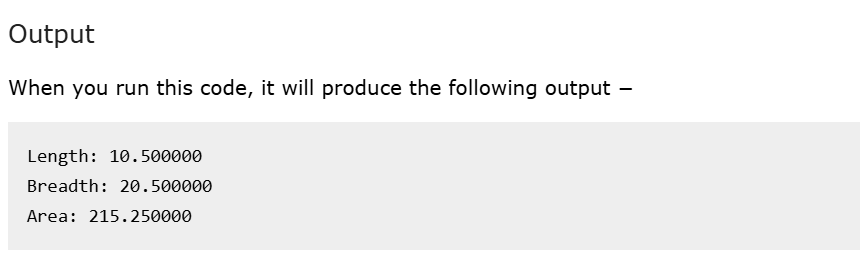 Output
When you run this code, it will produce the following output −
Length: 10.500000
Breadth: 20.500000
Area: 215.250000